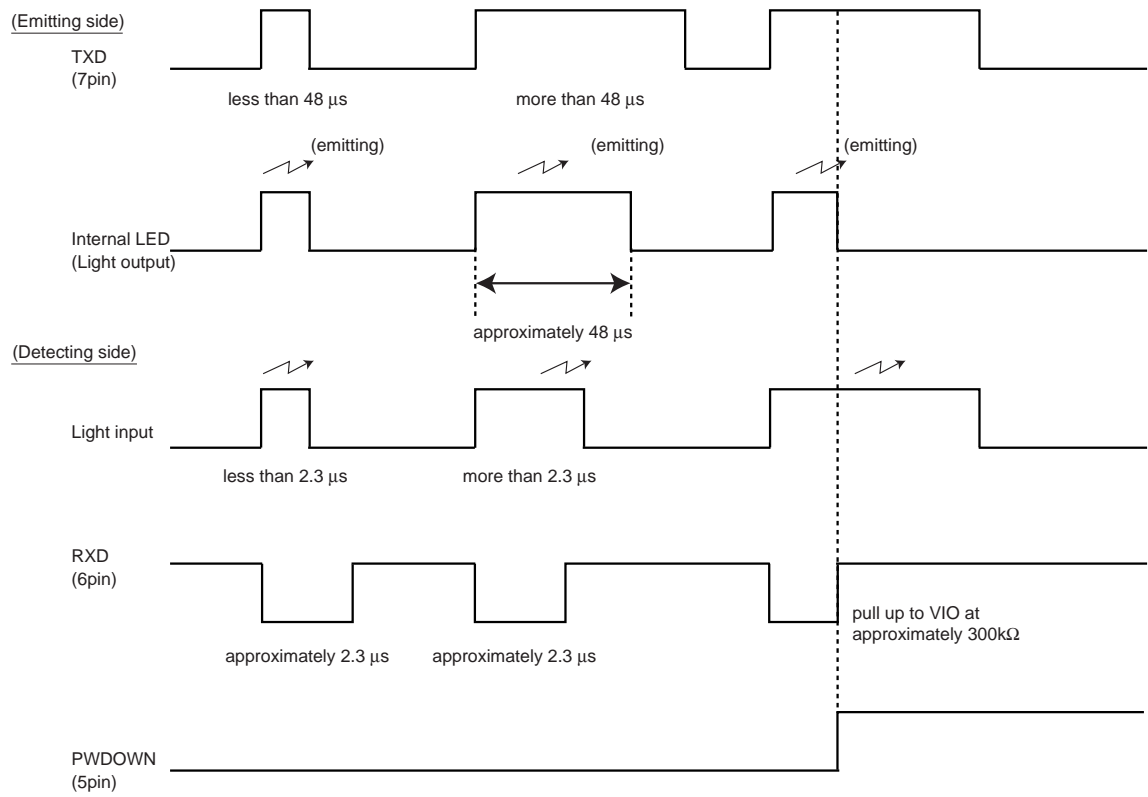 (Emitting side)
TXD
(7pin)
less than 48 μs
more than 48 μs
(emitting)
(emitting)
(emitting)
Internal LED
(Light output)
approximately 48 μs
(Detecting side)
Light input
less than 2.3 μs
more than 2.3 μs
RXD
(6pin)
pull up to VIO at
approximately 300kΩ
approximately 2.3 μs
approximately 2.3 μs
PWDOWN
(5pin)